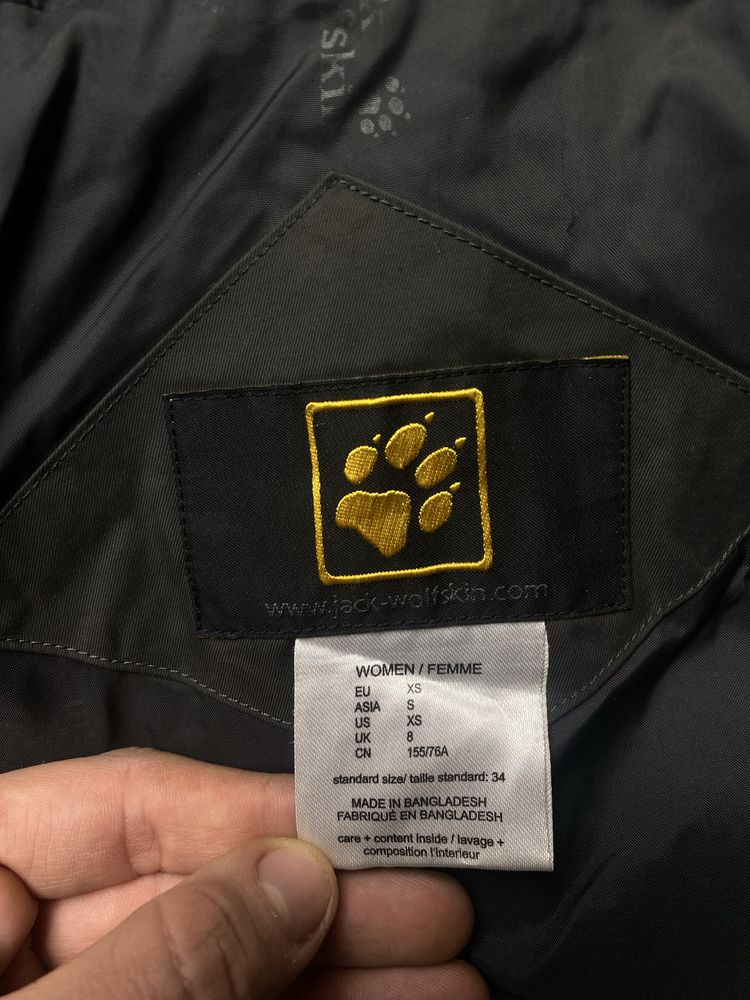 skin
www.jack-wolfskin.com
WOMEN / FEMME
EU XS
ASIA S
US XS
UK 8
CN 155/76A
standard size/ taille standard: 34
MADE IN BANGLADESH
FABRIQUÉ EN BANGLADESH
care + content inside / lavage +
composition l'interieur